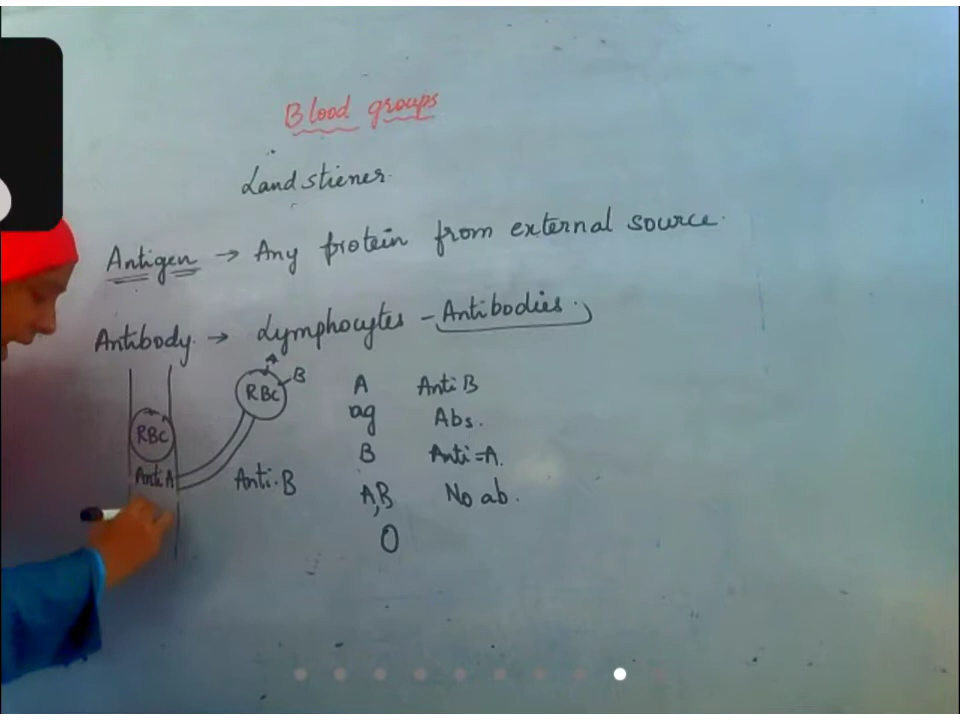 Blood groups
Landstiener.
Antigen → Any protein from external source.
Antibody. → Lymphocytes - Antibodies.
RBC
B
RBC
Anti A
Anti-B
A Anti B
ag Abs.
B Anti=A.
A,B No ab.
O